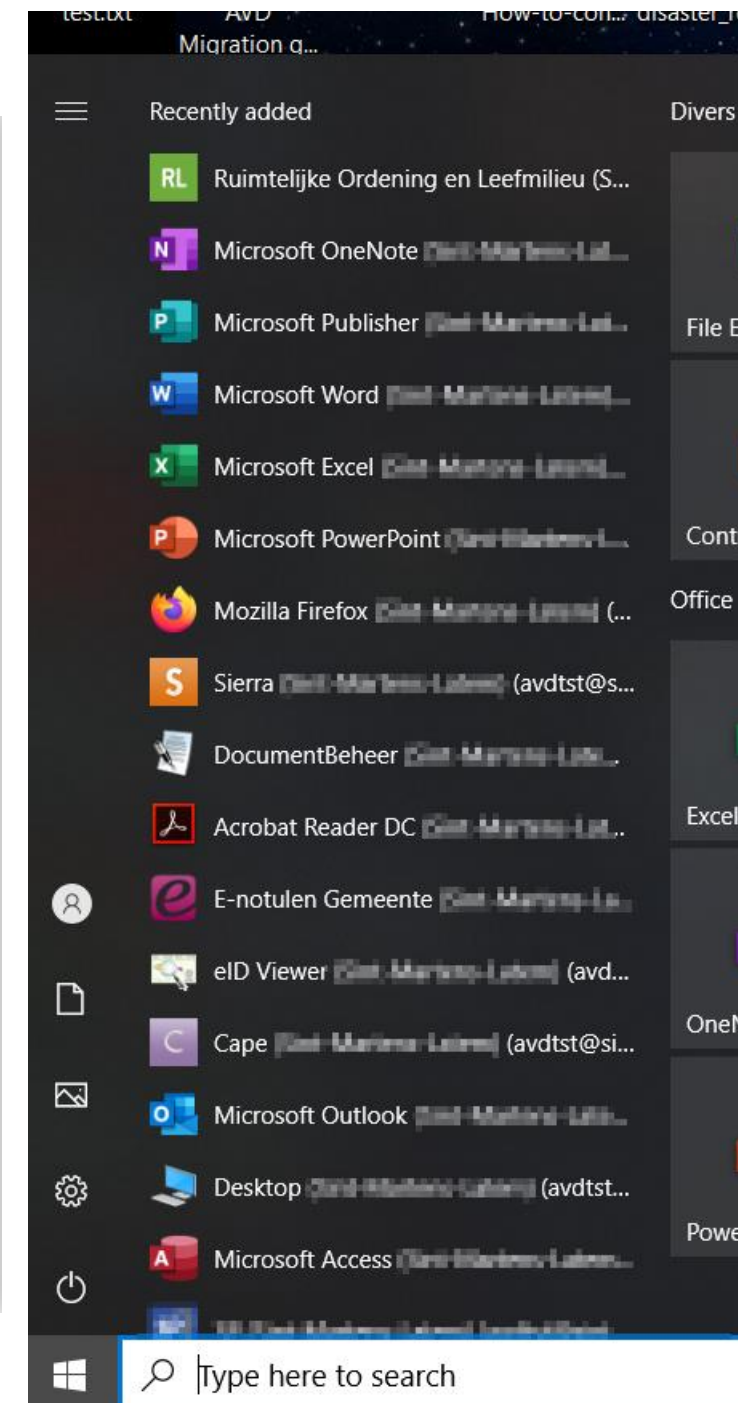 test.txt AVD How-to-con... disaster_r
Migration g...
Recently added
RL Ruimtelijke Ordening en Leefmilieu (S...
N Microsoft OneNote
P Microsoft Publisher
W Microsoft Word
X Microsoft Excel
P Microsoft PowerPoint
Mozilla Firefox (...
S Sierra (avdtst@s...
DocumentBeheer
Acrobat Reader DC
e E-notulen Gemeente
eID Viewer (avd...
C Cape (avdtst@si...
O Microsoft Outlook
Desktop (avdtst...
A Microsoft Access
Type here to search
Divers
File E
Cont
Office
Excel
OneN
Powe